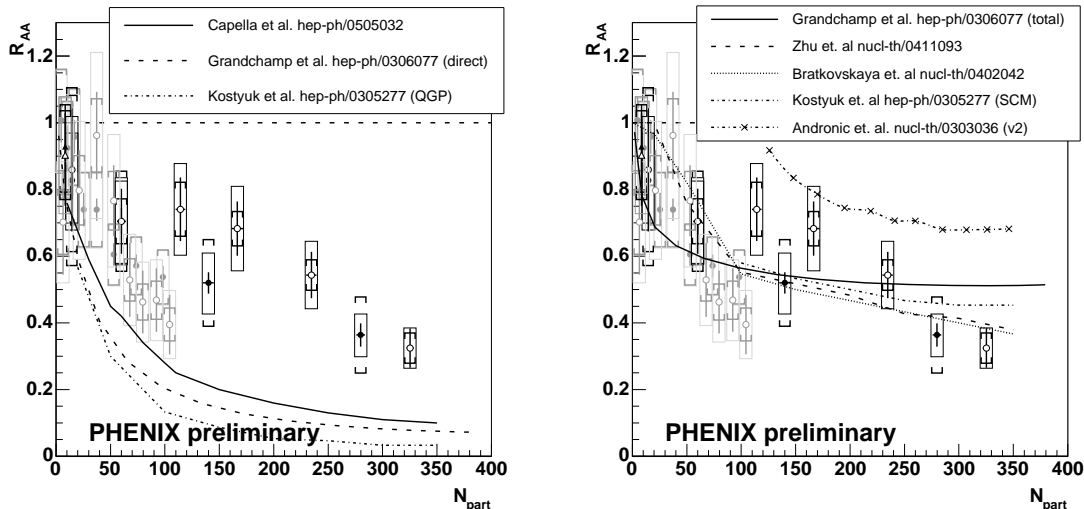 R_AA
1.2
1
0.8
0.6
0.4
0.2
0
Capella et al. hep-ph/0505032
Grandchamp et al. hep-ph/0306077 (direct)
Kostyuk et al. hep-ph/0305277 (QGP)
PHENIX preliminary
0 50 100 150 200 250 300 350 400
N_part
R_AA
1.2
1
0.8
0.6
0.4
0.2
0
Grandchamp et al. hep-ph/0306077 (total)
Zhu et. al nucl-th/0411093
Bratkovskaya et. al nucl-th/0402042
Kostyuk et. al hep-ph/0305277 (SCM)
Andronic et. al. nucl-th/0303036 (v2)
PHENIX preliminary
0 50 100 150 200 250 300 350 400
N_part